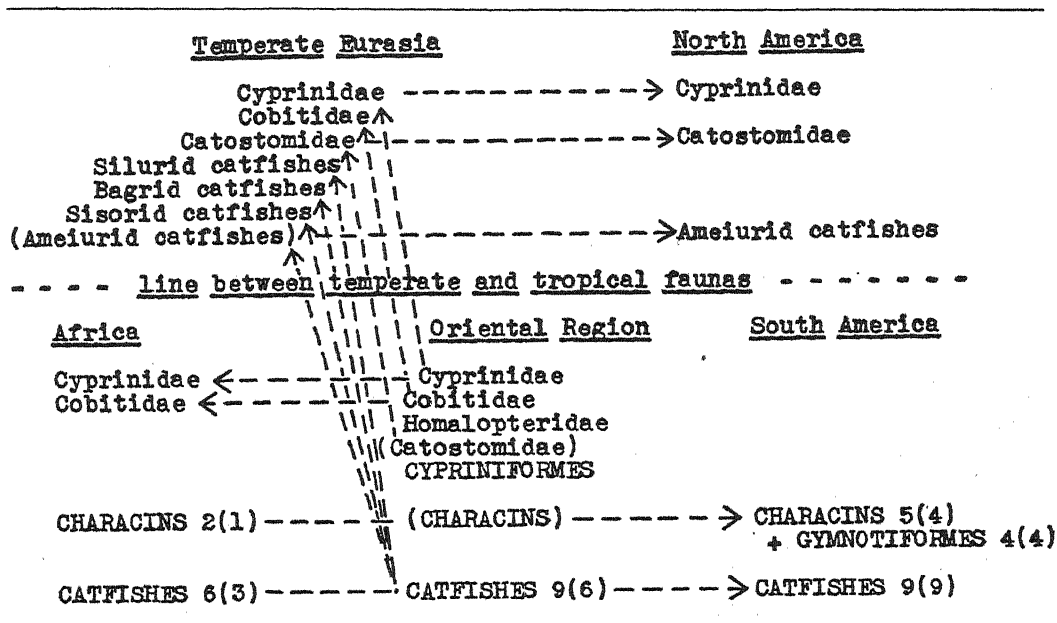 Temperate Eurasia North America
Cyprinidae Cyprinidae
Cobitidae
Catostomidae Catostomidae
Silurid catfishes
Bagrid catfishes
Sisorid catfishes
(Ameiurid catfishes) Ameiurid catfishes
line between temperate and tropical faunas
Africa Oriental Region South America
Cyprinidae Cyprinidae
Cobitidae Cobitidae
Homalopteridae
(Catostomidae)
CYPRINIFORMES
CHARACINS 2(1) (CHARACINS) CHARACINS 5(4)
+ GYMNOTIFORMES 4(4)
CATFISHES 6(3) CATFISHES 9(6) CATFISHES 9(9)